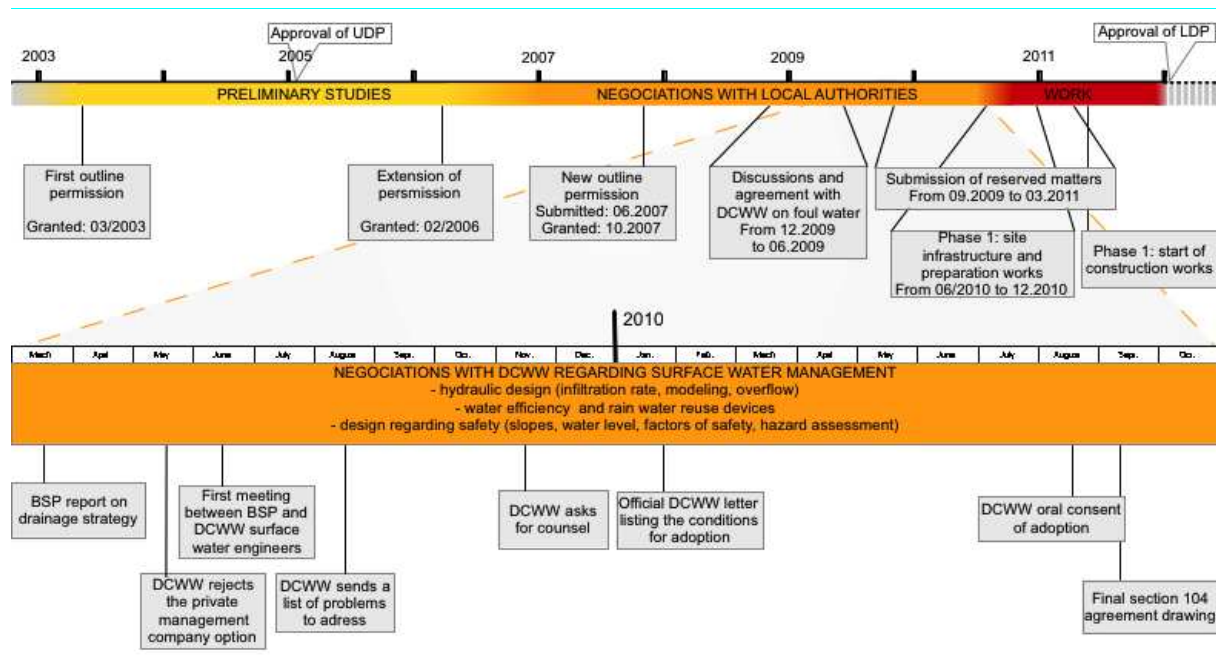 Approval of UDP
Approval of LDP
2003
2005
2007
2009
2011
PRELIMINARY STUDIES
NEGOCIATIONS WITH LOCAL AUTHORITIES
WORK
First outline
permission
Granted: 03/2003
Extension of
persmission
Granted: 02/2006
New outline
permission
Submitted: 06.2007
Granted: 10.2007
Discussions and
agreement with
DCWW on foul water
From 12.2009
to 06.2009
Submission of reserved matters
From 09.2009 to 03.2011
Phase 1: site
infrastructure and
preparation works
From 06/2010 to 12.2010
Phase 1: start of
construction works
2010
March April May June July August Sept. Oct. Nov. Dec. Jan. Feb. March April May June July August Sept. Oct.
NEGOCIATIONS WITH DCWW REGARDING SURFACE WATER MANAGEMENT
- hydraulic design (infiltration rate, modeling, overflow)
- water efficiency and rain water reuse devices
- design regarding safety (slopes, water level, factors of safety, hazard assessment)
BSP report on
drainage strategy
DCWW rejects
the private
management
company option
First meeting
between BSP and
DCWW surface
water engineers
DCWW sends a
list of problems
to adress
DCWW asks
for counsel
Official DCWW letter
listing the conditions
for adoption
DCWW oral consent
of adoption
Final section 104
agreement drawing